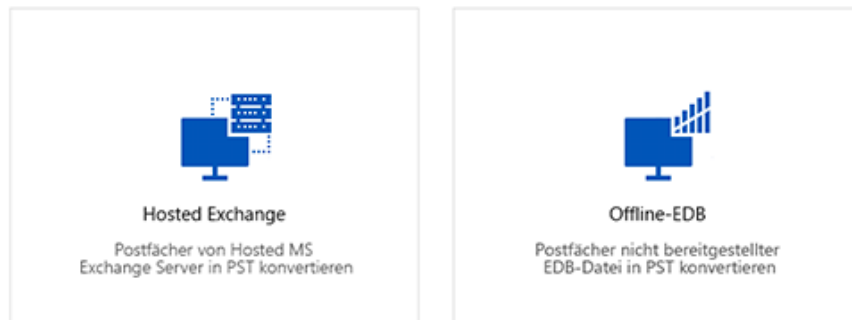 Hosted Exchange
Postfächer von Hosted MS
Exchange Server in PST konvertieren
Offline-EDB
Postfächer nicht bereitgestellter
EDB-Datei in PST konvertieren